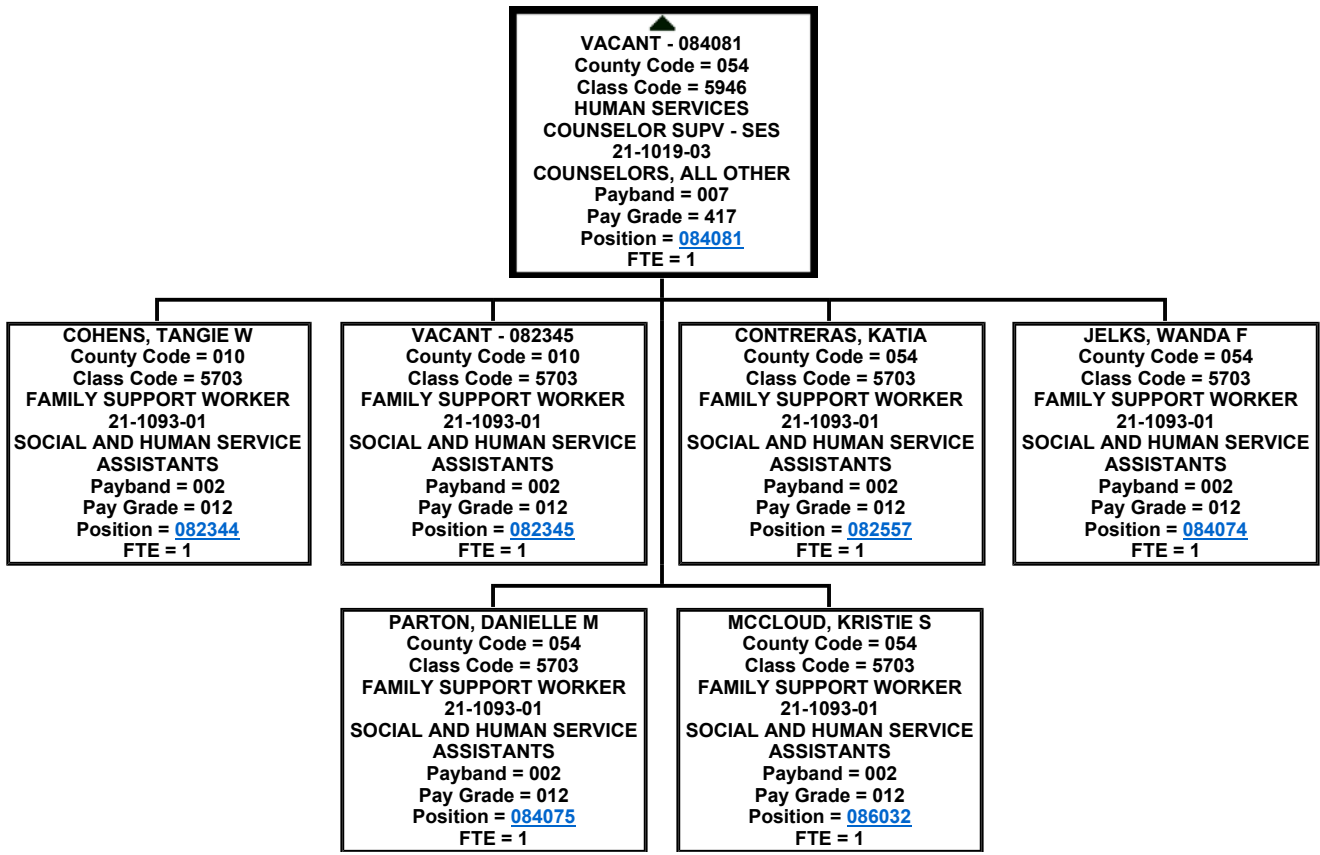 VACANT - 084081
County Code = 054
Class Code = 5946
HUMAN SERVICES
COUNSELOR SUPV - SES
21-1019-03
COUNSELORS, ALL OTHER
Payband = 007
Pay Grade = 417
Position = 084081
FTE = 1
COHENS, TANGIE W
County Code = 010
Class Code = 5703
FAMILY SUPPORT WORKER
21-1093-01
SOCIAL AND HUMAN SERVICE
ASSISTANTS
Payband = 002
Pay Grade = 012
Position = 082344
FTE = 1
VACANT - 082345
County Code = 010
Class Code = 5703
FAMILY SUPPORT WORKER
21-1093-01
SOCIAL AND HUMAN SERVICE
ASSISTANTS
Payband = 002
Pay Grade = 012
Position = 082345
FTE = 1
CONTRERAS, KATIA
County Code = 054
Class Code = 5703
FAMILY SUPPORT WORKER
21-1093-01
SOCIAL AND HUMAN SERVICE
ASSISTANTS
Payband = 002
Pay Grade = 012
Position = 082557
FTE = 1
JELKS, WANDA F
County Code = 054
Class Code = 5703
FAMILY SUPPORT WORKER
21-1093-01
SOCIAL AND HUMAN SERVICE
ASSISTANTS
Payband = 002
Pay Grade = 012
Position = 084074
FTE = 1
PARTON, DANIELLE M
County Code = 054
Class Code = 5703
FAMILY SUPPORT WORKER
21-1093-01
SOCIAL AND HUMAN SERVICE
ASSISTANTS
Payband = 002
Pay Grade = 012
Position = 084075
FTE = 1
MCCLOUD, KRISTIE S
County Code = 054
Class Code = 5703
FAMILY SUPPORT WORKER
21-1093-01
SOCIAL AND HUMAN SERVICE
ASSISTANTS
Payband = 002
Pay Grade = 012
Position = 086032
FTE = 1